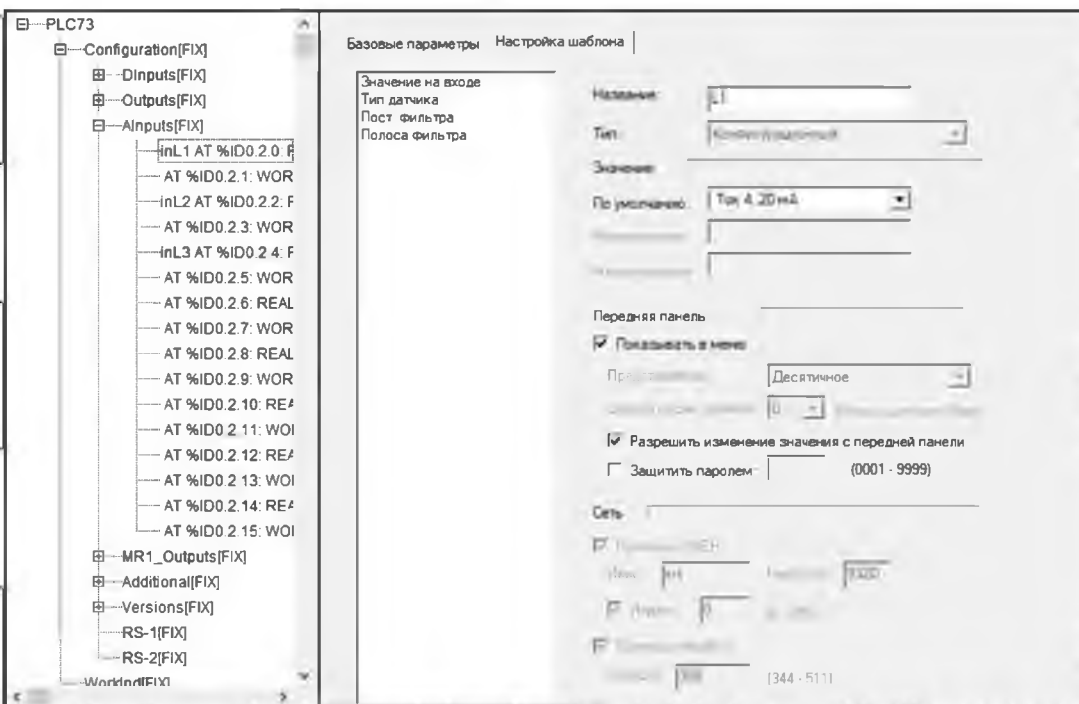 PLC73
Configuration[FIX]
DInputs[FIX]
Outputs[FIX]
AInputs[FIX]
inL1 AT %ID0.2.0: F
AT %ID0.2.1: WOR
inL2 AT %ID0.2.2: F
AT %ID0.2.3: WOR
inL3 AT %ID0.2.4: F
AT %ID0.2.5: WOR
AT %ID0.2.6: REAL
AT %ID0.2.7: WOR
AT %ID0.2.8: REAL
AT %ID0.2.9: WOR
AT %ID0.2.10: REA
AT %ID0.2.11: WOI
AT %ID0.2.12: REA
AT %ID0.2.13: WOI
AT %ID0.2.14: REA
AT %ID0.2.15: WOI
MR1_Outputs[FIX]
Additional[FIX]
Versions[FIX]
RS-1[FIX]
RS-2[FIX]
WorkInd[FIX]
Базовые параметры Настройка шаблона
Значение на входе
Тип датчика
Пост фильтра
Полоса фильтра
Название: L1
Тип: Конфигурационный
Значение
По умолчанию: Ток 4..20 мА
Передняя панель
Показывать в меню
Десятичное
0
Разрешить изменение значения с передней панели
Защитить паролем (0001 - 9999)
Сеть
0
(344 - 511)